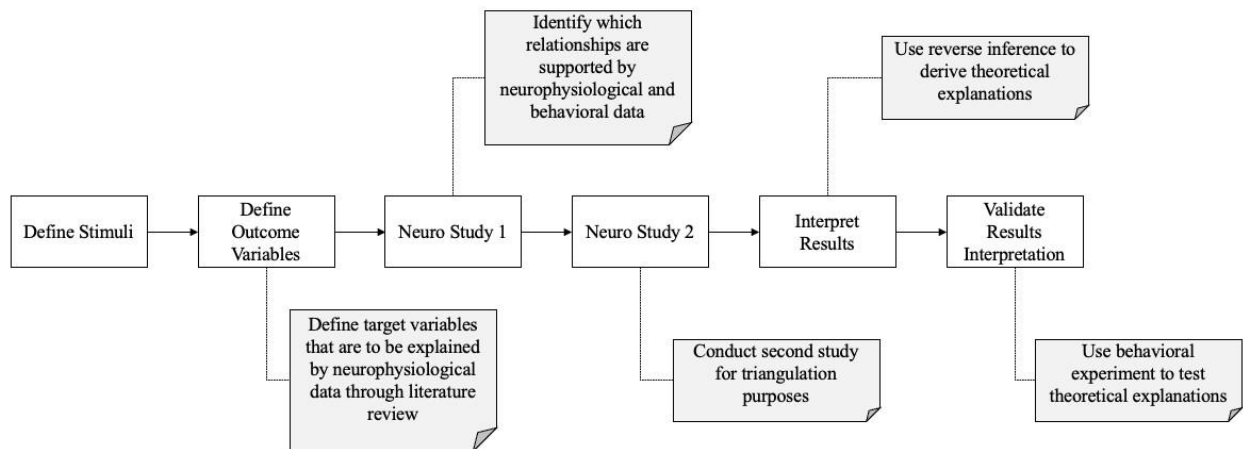 Identify which
relationships are
supported by
neurophysiological and
behavioral data
Use reverse inference to
derive theoretical
explanations
Define Stimuli
Define
Outcome
Variables
Neuro Study 1
Neuro Study 2
Interpret
Results
Validate
Results
Interpretation
Define target variables
that are to be explained
by neurophysiological
data through literature
review
Conduct second study
for triangulation
purposes
Use behavioral
experiment to test
theoretical explanations